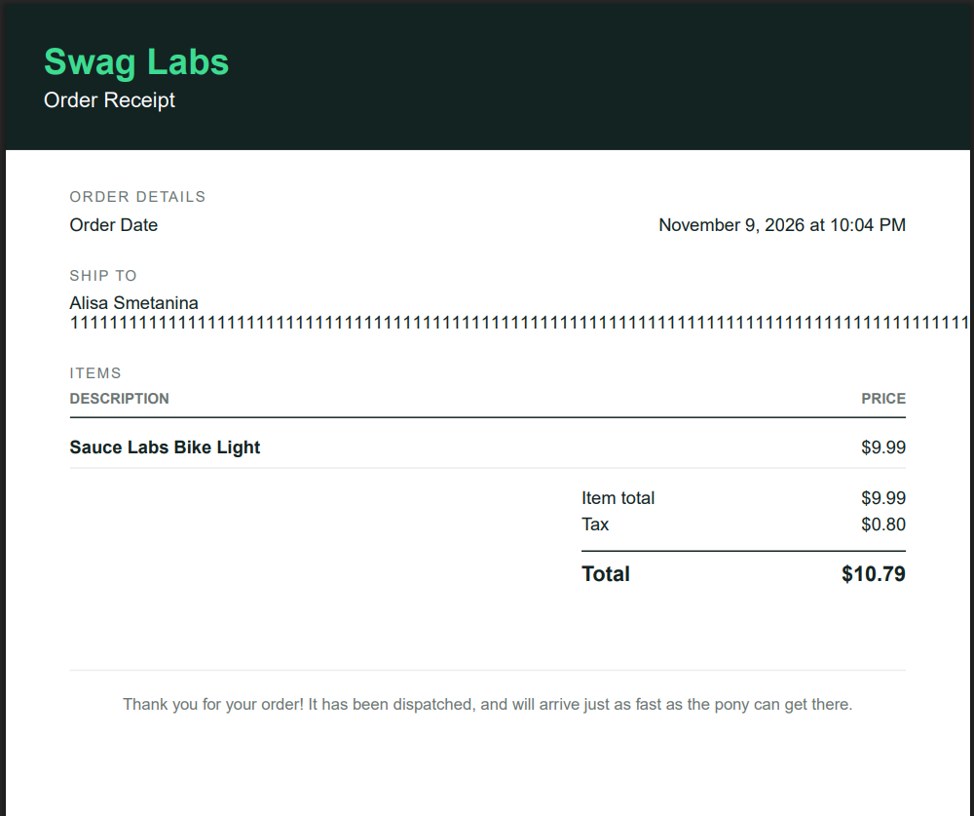 Swag Labs
Order Receipt
ORDER DETAILS
Order Date November 9, 2026 at 10:04 PM
SHIP TO
Alisa Smetanina
1111111111111111111111111111111111111111111111111111111111111111111111111111111111111111111
ITEMS
DESCRIPTION PRICE
Sauce Labs Bike Light $9.99
Item total $9.99
Tax $0.80
Total $10.79
Thank you for your order! It has been dispatched, and will arrive just as fast as the pony can get there.